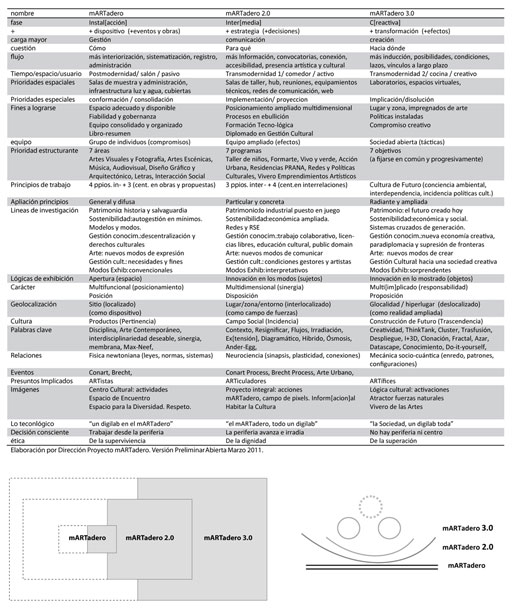 nombre mARTadero mARTadero 2.0 mARTadero 3.0
fase Instal[acción] Inter[media] C[reactiva]
+ + dispositivo (+eventos y obras) + estrategia (+decisiones) + transformación (+efectos)
carga mayor Gestión comunicación creación
cuestión Cómo Para qué Hacia dónde
flujo más interiorización, sistematización, registro, más Información, convocatorias, conexión, más inducción, posibilidades, condiciones,
administración accesibilidad, presencia artística y cultural lazos, vínculos a largo plazo
Tiempo/espacio/usuario Postmodernidad/ salón / pasivo Transmodernidad 1/ comedor / activo Transmodernidad 2/ cocina / creativo
Prioridades espaciales Salas de muestra y administración, Salas de taller, hub, reuniones, equipamientos Laboratorios, espacios virtuales,
infraestructura luz y agua, cubiertas técnicos, redes de comunicación, web
Prioridades especiales conformación / consolidación Implementación/ proyeccion Implicación/disolución
Fines a lograrse Espacio adecuado y disponible Posicionamiento ampliado multidimensional Lugar y zona, impregnados de arte
Fiabilidad y gobernanza Procesos en ebullición Políticas instaladas
Equipo consolidado y organizado Formación Tecno-lógica Compromiso creativo
Libro-resumen Diplomado en Gestión Cultural
equipo Grupo de individuos (compromisos) Equipo ampliado (efectos) Sociedad abierta (tácticas)
Prioridad estructurante 7 áreas 7 programas 7 objetivos
Artes Visuales y Fotografía, Artes Escénicas, Taller de niños, Formarte, Vivo y verde, Acción (a fijarse en común y progresivamente)
Música, Audiovisual, Diseño Gráfico y Urbana, Residencias PRANA, Redes y Políticas
Arquitectónico, Letras, Interacción Social Culturales, Vivero Emprendimientos Artísticos
Principios de trabajo 4 ppios. in- + 3 (cent. en obras y propuestas) 3 ppios. inter - + 4 (cent.en interrelaciones) Cultura de Futuro (conciencia ambiental,
interdependencia, incidencia políticas cult.)
Apliación principios General y difusa Particular y concreta Radiante y ampliada
Lineas de investigación Patrimonio: historia y salvaguardia Patrimonio:lo industrial puesto en juego Patrimonio: el futuro creado hoy
Sostenibilidad:autogestión en mínimos. Sostenibilidad:económica ampliada. Sostenibilidad:económica y social.
Modelos y modos. Redes y RSE Sistemas cruzados de generación.
Gestión conocim.:descentralización y Gestión conocim.:trabajo colaborativo, licen- Gestión conocim.:nueva economía creativa,
derechos culturales cias libres, educación cultural, public domain paradiplomacia y supresión de fronteras
Arte: nuevos modos de expresión Arte: nuevos modos de comunicar Arte: nuevos modos de crear
Gestión cult.:necesidades y fines Gestión cult.: condiciones gestores y artistas Gestión Cultural hacia una sociedad creativa
Modos Exhib:convencionales Modos Exhib:interpretativos Modos Exhib:sorprendentes
Lógicas de exhibición Apertura (espacio) Innovación en los modos (sujetos) Innovación en lo mostrado (objetos)
Carácter Multifuncional (posicionamiento) Multidimensional (sinergia) Mult(im)plicado (responsabilidad)
Posición Disposición Proposición
Geolocalización Sitio (localizado) Lugar/zona/entorno (interlocalizado) Glocalidad / hiperlugar (deslocalizado)
(como dispositivo) (como campo de fuerzas) (como realidad ampliada)
Cultura Productos (Pertinencia) Campo Social (Incidencia) Construcción de Futuro (Trascendencia)
Palabras clave Disciplina, Arte Contemporáneo, Contexto, Resignificar, Flujos, Irradiación, Creatividad, ThinkTank, Cluster, Trasfusión,
Interdisciplinariedad deseable, sinergia, Ex[tensión], Diagramático, Híbrido, Ósmosis, Despliegue, I+3D, Clonación, Fractal, Azar,
membrana, Max-Neef, Ander-Egg, Datascape, Conocimiento, Do-it-yourself,
Relaciones Fisica newtoniana (leyes, normas, sistemas) Neurociencia (sinapsis, plasticidad, conexiones) Mecánica socio-cuántica (enredo, patrones,
configuraciones)
Eventos Conart, Brecht, Conart Process, Brecht Process, Arte Urbano,
Presuntos Implicados ARTistas ARTiculadores ARTífices
Imágenes Centro Cultural: actividades Proyecto integral: acciones Lógica cultural: activaciones
Espacio de Encuentro mARTadero, campo de pixels. Inform[acion]al Atractor fuerzas naturales
Espacio para la Diversidad. Respeto. Habitar la Cultura Vivero de las Artes
Lo teconlógico "un digilab en el mARTadero" "el mARTadero, todo un digilab" "la Sociedad, un digilab toda"
Decisión consciente Trabajar desde la periferia La periferia avanza e irradia No hay periferia ni centro
ética De la superviviencia De la dignidad De la superación
Elaboración por Dirección Proyecto mARTadero. Versión Preliminar Abierta Marzo 2011.
mARTadero mARTadero 2.0 mARTadero 3.0
mARTadero 3.0
mARTadero 2.0
mARTadero